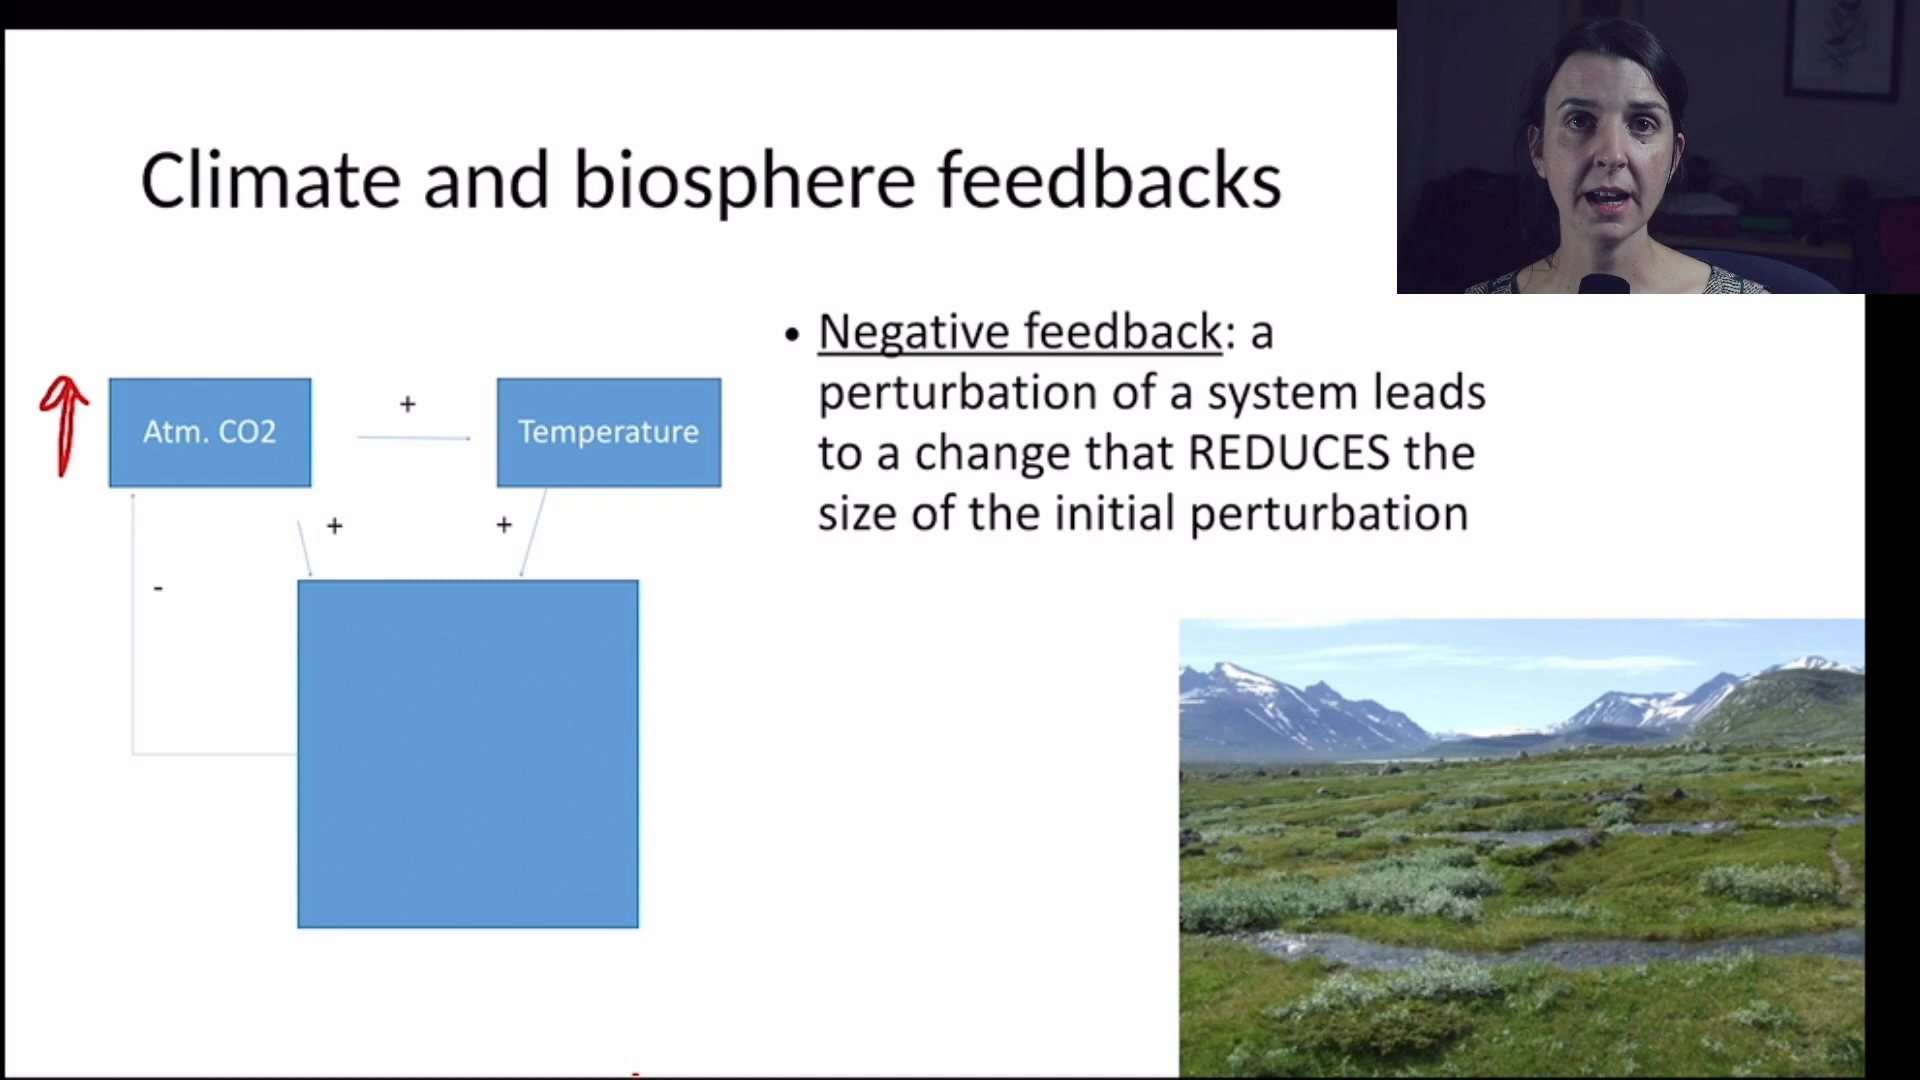 Climate and biosphere feedbacks
• Negative feedback: a
perturbation of a system leads
to a change that REDUCES the
size of the initial perturbation
Atm. CO2
+
Temperature
+
+
-